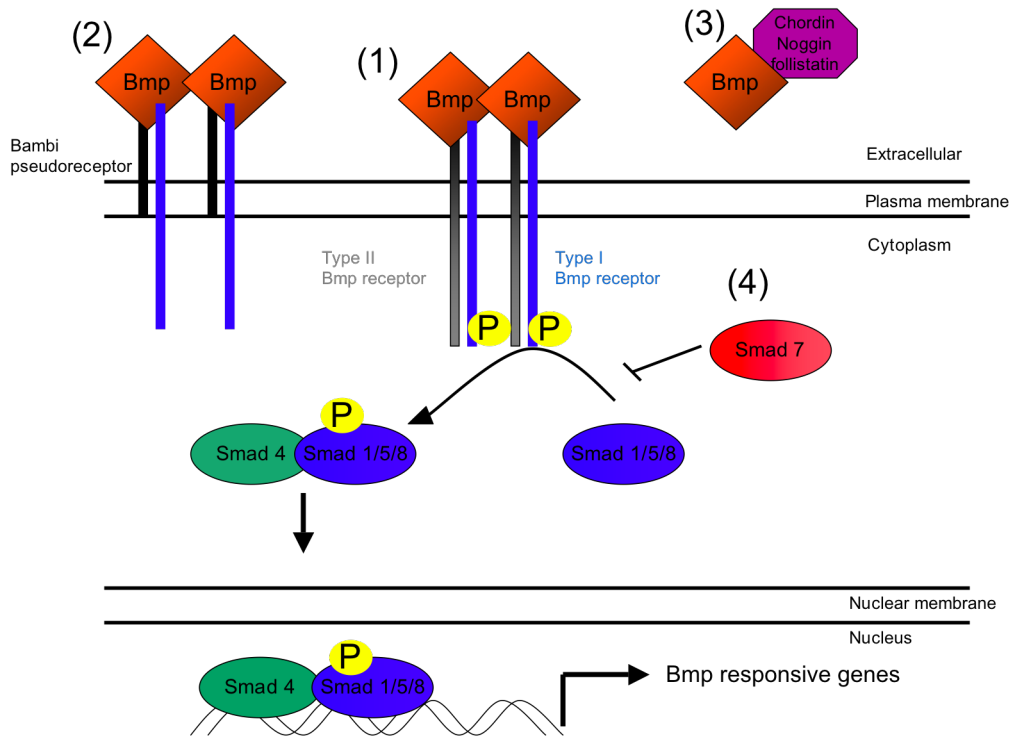 (2)
(1)
(3)
Chordin
Noggin
follistatin
Bmp
Bmp
Bmp
Bmp
Bmp
Bambi
pseudoreceptor
Extracellular
Plasma membrane
Cytoplasm
Type II
Bmp receptor
Type I
Bmp receptor
(4)
P
P
Smad 7
P
Smad 4
Smad 1/5/8
Smad 1/5/8
Nuclear membrane
Nucleus
P
Smad 4
Smad 1/5/8
Bmp responsive genes